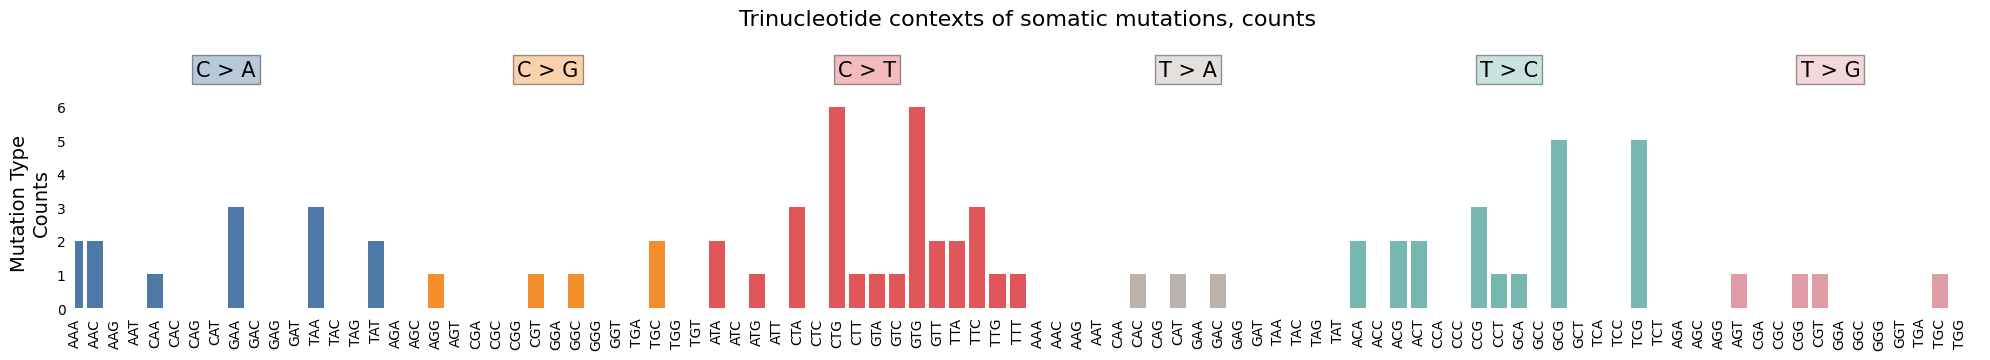 Trinucleotide contexts of somatic mutations, counts
C > A C > G C > T T > A T > C T > G
Mutation Type
Counts
6
5
4
3
2
1
0
AAA AAC AAG AAT CAA CAC CAG CAT GAA GAC GAG GAT TAA TAC TAG TAT AGA AGC AGG AGT CGA CGC CGG CGT GGA GGC GGG GGT TGA TGC TGG TGT ATA ATC ATG ATT CTA CTC CTG CTT GTA GTC GTG GTT TTA TTC TTG TTT AAA AAC AAG AAT CAA CAC CAG CAT GAA GAC GAG GAT TAA TAC TAG TAT ACA ACC ACG ACT CCA CCC CCG CCT GCA GCC GCG GCT TCA TCC TCG TCT AGA AGC AGG AGT CGA CGC CGG CGT GGA GGC GGG GGT TGA TGC TGG